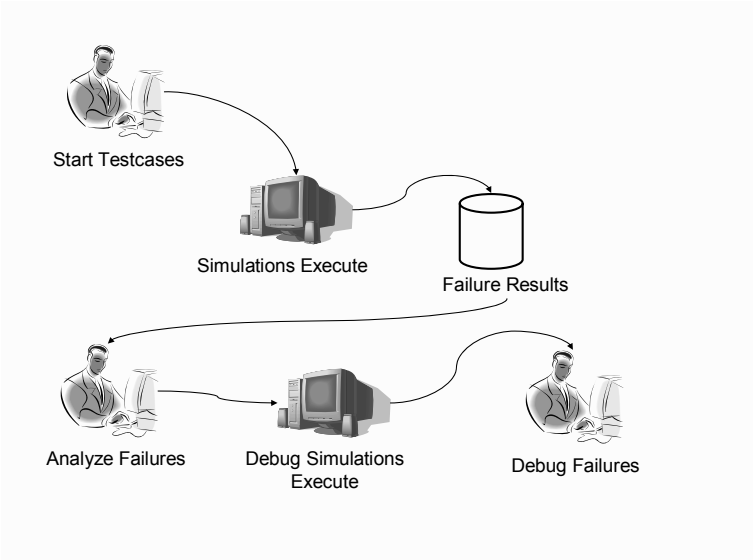 Start Testcases
Simulations Execute
Failure Results
Analyze Failures
Debug Simulations
Execute
Debug Failures